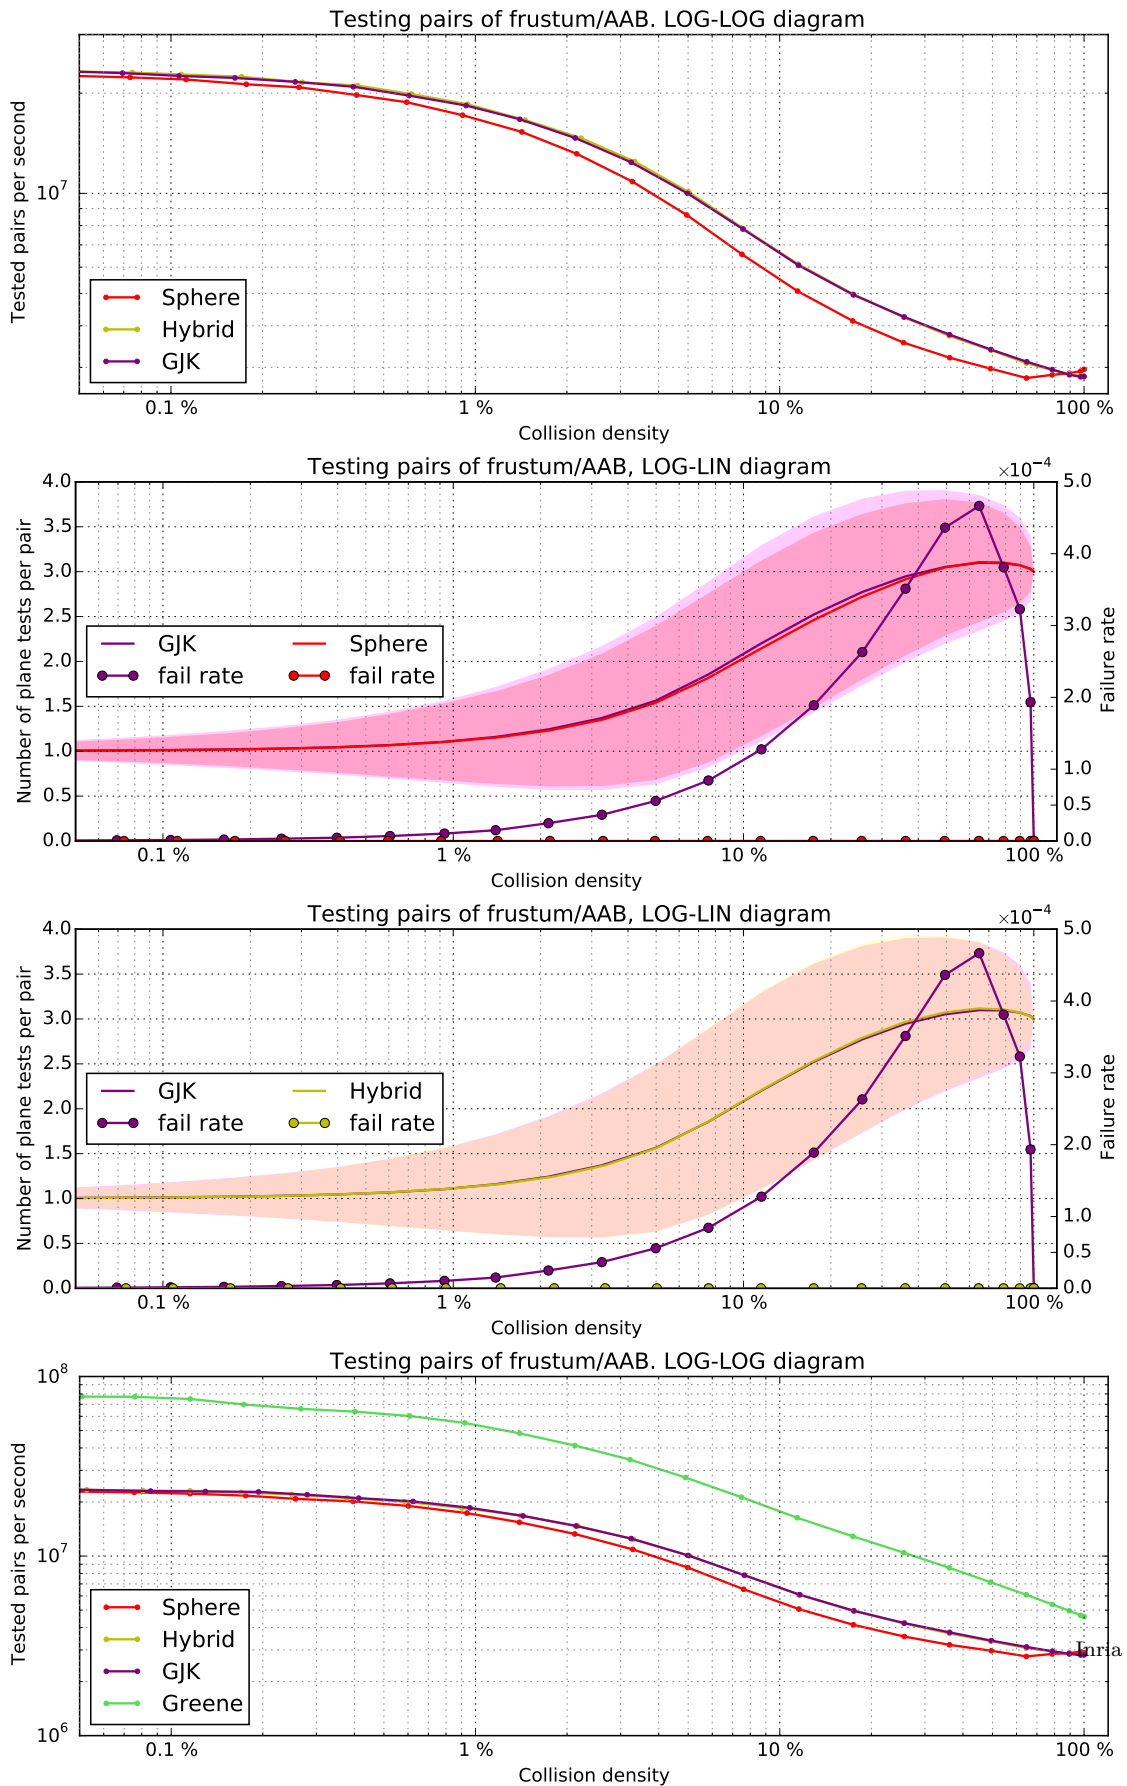 Testing pairs of frustum/AAB. LOG-LOG diagram
Tested pairs per second
10⁷
Sphere
Hybrid
GJK
0.1 % 1 % 10 % 100 %
Collision density
Testing pairs of frustum/AAB, LOG-LIN diagram
×10⁻⁴
Number of plane tests per pair
4.0
3.5
3.0
2.5
2.0
1.5
1.0
0.5
0.0
GJK Sphere
fail rate fail rate
5.0
4.0
3.0
2.0
1.0
0.5
0.0
Failure rate
0.1 % 1 % 10 % 100 %
Collision density
Testing pairs of frustum/AAB, LOG-LIN diagram
×10⁻⁴
Number of plane tests per pair
4.0
3.5
3.0
2.5
2.0
1.5
1.0
0.5
0.0
GJK Hybrid
fail rate fail rate
5.0
4.0
3.0
2.0
1.0
0.5
0.0
Failure rate
0.1 % 1 % 10 % 100 %
Collision density
Testing pairs of frustum/AAB. LOG-LOG diagram
Tested pairs per second
10⁸
10⁷
10⁶
Sphere
Hybrid
GJK
Greene
Inria
0.1 % 1 % 10 % 100 %
Collision density